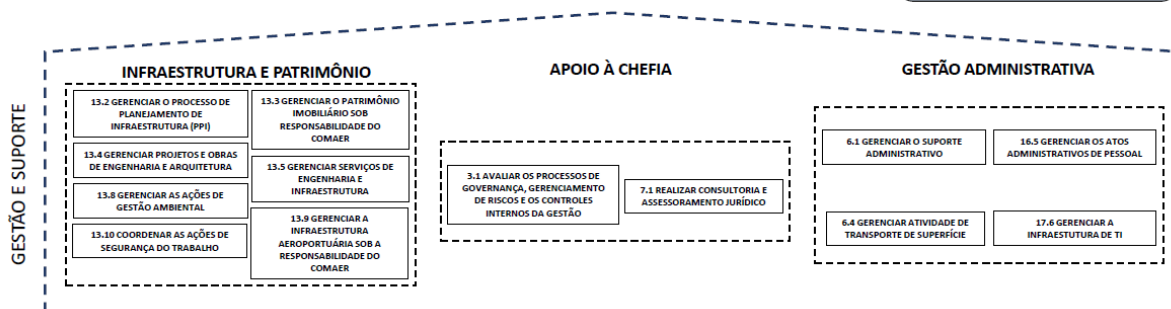 GESTÃO E SUPORTE
INFRAESTRUTURA E PATRIMÔNIO
13.2 GERENCIAR O PROCESSO DE
PLANEJAMENTO DE
INFRAESTRUTURA (PPI)
13.3 GERENCIAR O PATRIMÔNIO
IMOBILIÁRIO SOB
RESPONSABILIDADE DO
COMAER
13.4 GERENCIAR PROJETOS E OBRAS
DE ENGENHARIA E ARQUITETURA
13.5 GERENCIAR SERVIÇOS DE
ENGENHARIA E
INFRAESTRUTURA
13.8 GERENCIAR AS AÇÕES DE
GESTÃO AMBIENTAL
13.9 GERENCIAR A
INFRAESTRUTURA
AEROPORTUÁRIA SOB A
RESPONSABILIDADE DO
COMAER
13.10 COORDENAR AS AÇÕES DE
SEGURANÇA DO TRABALHO
APOIO À CHEFIA
3.1 AVALIAR OS PROCESSOS DE
GOVERNANÇA, GERENCIAMENTO
DE RISCOS E OS CONTROLES
INTERNOS DA GESTÃO
7.1 REALIZAR CONSULTORIA E
ASSESSORAMENTO JURÍDICO
GESTÃO ADMINISTRATIVA
6.1 GERENCIAR O SUPORTE
ADMINISTRATIVO
16.5 GERENCIAR OS ATOS
ADMINISTRATIVOS DE PESSOAL
6.4 GERENCIAR ATIVIDADE DE
TRANSPORTE DE SUPERFÍCIE
17.6 GERENCIAR A
INFRAESTUTURA DE TI